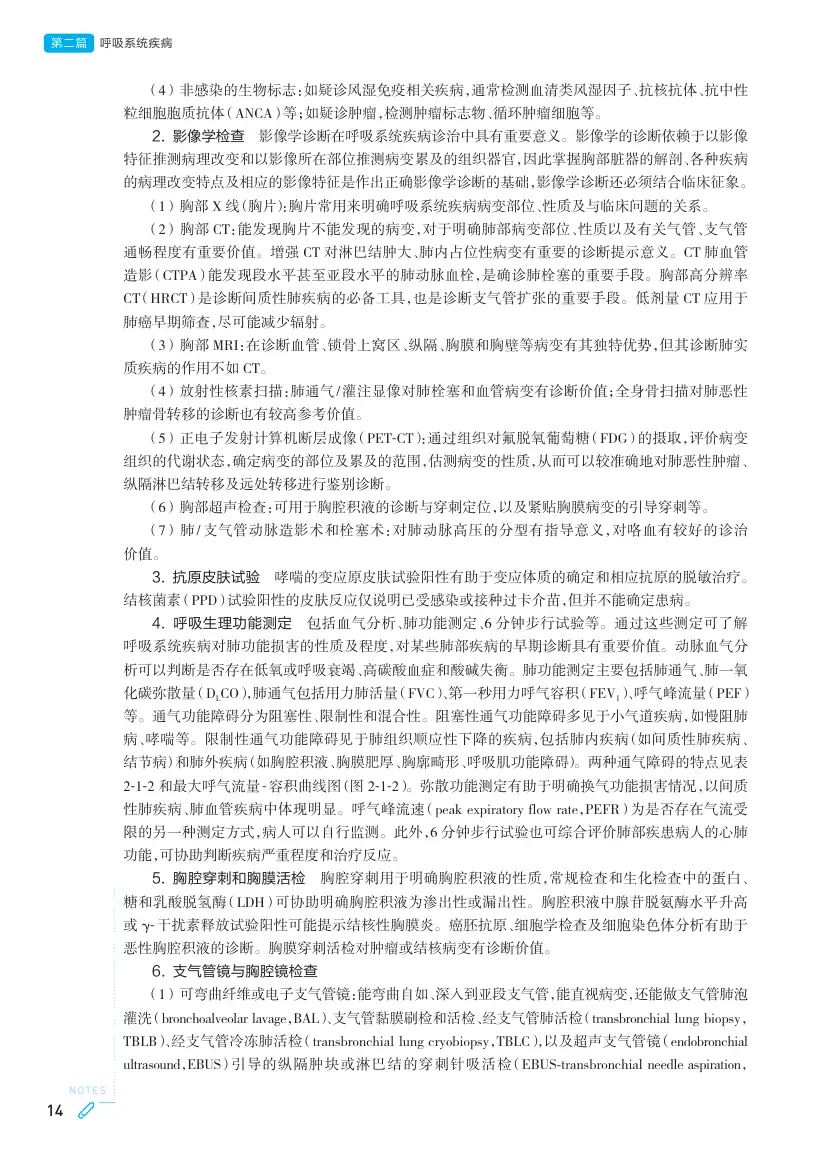 第二篇 呼吸系统疾病
（4）非感染的生物标志：如疑诊风湿免疫相关疾病，通常检测血清类风湿因子、抗核抗体、抗中性
粒细胞胞质抗体（ANCA）等；如疑诊肿瘤，检测肿瘤标志物、循环肿瘤细胞等。
2. 影像学检查　影像学诊断在呼吸系统疾病诊治中具有重要意义。影像学的诊断依赖于以影像
特征推测病理改变和以影像所在部位推测病变累及的组织器官，因此掌握胸部脏器的解剖、各种疾病
的病理改变特点及相应的影像特征是作出正确影像学诊断的基础，影像学诊断还必须结合临床征象。
（1）胸部 X 线（胸片）：胸片常用来明确呼吸系统疾病病变部位、性质及与临床问题的关系。
（2）胸部 CT：能发现胸片不能发现的病变，对于明确肺部病变部位、性质以及有关气管、支气管
通畅程度有重要价值。增强 CT 对淋巴结肿大、肺内占位性病变有重要的诊断提示意义。CT 肺血管
造影（CTPA）能发现段水平甚至亚段水平的肺动脉血栓，是确诊肺栓塞的重要手段。胸部高分辨率
CT（HRCT）是诊断间质性肺疾病的必备工具，也是诊断支气管扩张的重要手段。低剂量 CT 应用于
肺癌早期筛查，尽可能减少辐射。
（3）胸部 MRI：在诊断血管、锁骨上窝区、纵隔、胸膜和胸壁等病变有其独特优势，但其诊断肺实
质疾病的作用不如 CT。
（4）放射性核素扫描：肺通气/灌注显像对肺栓塞和血管病变有诊断价值；全身骨扫描对肺恶性
肿瘤骨转移的诊断也有较高参考价值。
（5）正电子发射计算机断层成像（PET-CT）：通过组织对氟脱氧葡萄糖（FDG）的摄取，评价病变
组织的代谢状态，确定病变的部位及累及的范围，估测病变的性质，从而可以较准确地对肺恶性肿瘤、
纵隔淋巴结转移及远处转移进行鉴别诊断。
（6）胸部超声检查：可用于胸腔积液的诊断与穿刺定位，以及紧贴胸膜病变的引导穿刺等。
（7）肺/支气管动脉造影术和栓塞术：对肺动脉高压的分型有指导意义，对咯血有较好的诊治
价值。
3. 抗原皮肤试验　哮喘的变应原皮肤试验阳性有助于变应体质的确定和相应抗原的脱敏治疗。
结核菌素（PPD）试验阳性的皮肤反应仅说明已受感染或接种过卡介苗，但并不能确定患病。
4. 呼吸生理功能测定　包括血气分析、肺功能测定、6 分钟步行试验等。通过这些测定可了解
呼吸系统疾病对肺功能损害的性质及程度，对某些肺部疾病的早期诊断具有重要价值。动脉血气分
析可以判断是否存在低氧或呼吸衰竭、高碳酸血症和酸碱失衡。肺功能测定主要包括肺通气、肺一氧
化碳弥散量（DLCO），肺通气包括用力肺活量（FVC）、第一秒用力呼气容积（FEV1）、呼气峰流量（PEF）
等。通气功能障碍分为阻塞性、限制性和混合性。阻塞性通气功能障碍多见于小气道疾病，如慢阻肺
病、哮喘等。限制性通气功能障碍见于肺组织顺应性下降的疾病，包括肺内疾病（如间质性肺疾病、
结节病）和肺外疾病（如胸腔积液、胸膜肥厚、胸廓畸形、呼吸肌功能障碍）。两种通气障碍的特点见表
2-1-2 和最大呼气流量-容积曲线图（图 2-1-2）。弥散功能测定有助于明确换气功能损害情况，以间质
性肺疾病、肺血管疾病中体现明显。呼气峰流速（peak expiratory flow rate，PEFR）为是否存在气流受
限的另一种测定方式，病人可以自行监测。此外，6 分钟步行试验也可综合评价肺部疾患病人的心肺
功能，可协助判断疾病严重程度和治疗反应。
5. 胸腔穿刺和胸膜活检　胸腔穿刺用于明确胸腔积液的性质，常规检查和生化检查中的蛋白、
糖和乳酸脱氢酶（LDH）可协助明确胸腔积液为渗出性或漏出性。胸腔积液中腺苷脱氨酶水平升高
或 γ-干扰素释放试验阳性可能提示结核性胸膜炎。癌胚抗原、细胞学检查及细胞染色体分析有助于
恶性胸腔积液的诊断。胸膜穿刺活检对肿瘤或结核病变有诊断价值。
6. 支气管镜与胸腔镜检查
（1）可弯曲纤维或电子支气管镜：能弯曲自如、深入到亚段支气管，能直视病变，还能做支气管肺泡
灌洗（bronchoalveolar lavage，BAL）、支气管黏膜刷检和活检、经支气管肺活检（transbronchial lung biopsy，
TBLB）、经支气管冷冻肺活检（transbronchial lung cryobiopsy，TBLC），以及超声支气管镜（endobronchial
ultrasound，EBUS）引导的纵隔肿块或淋巴结的穿刺针吸活检（EBUS-transbronchial needle aspiration，
NOTES
14